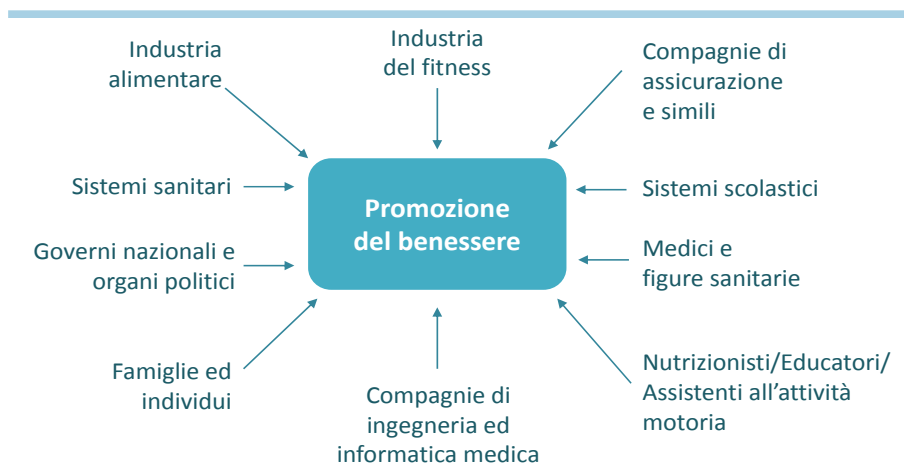 Industria
alimentare
Industria
del fitness
Compagnie di
assicurazione
e simili
Sistemi sanitari
Promozione
del benessere
Sistemi scolastici
Governi nazionali e
organi politici
Medici e
figure sanitarie
Famiglie ed
individui
Compagnie di
ingegneria ed
informatica medica
Nutrizionisti/Educatori/
Assistenti all’attività
motoria